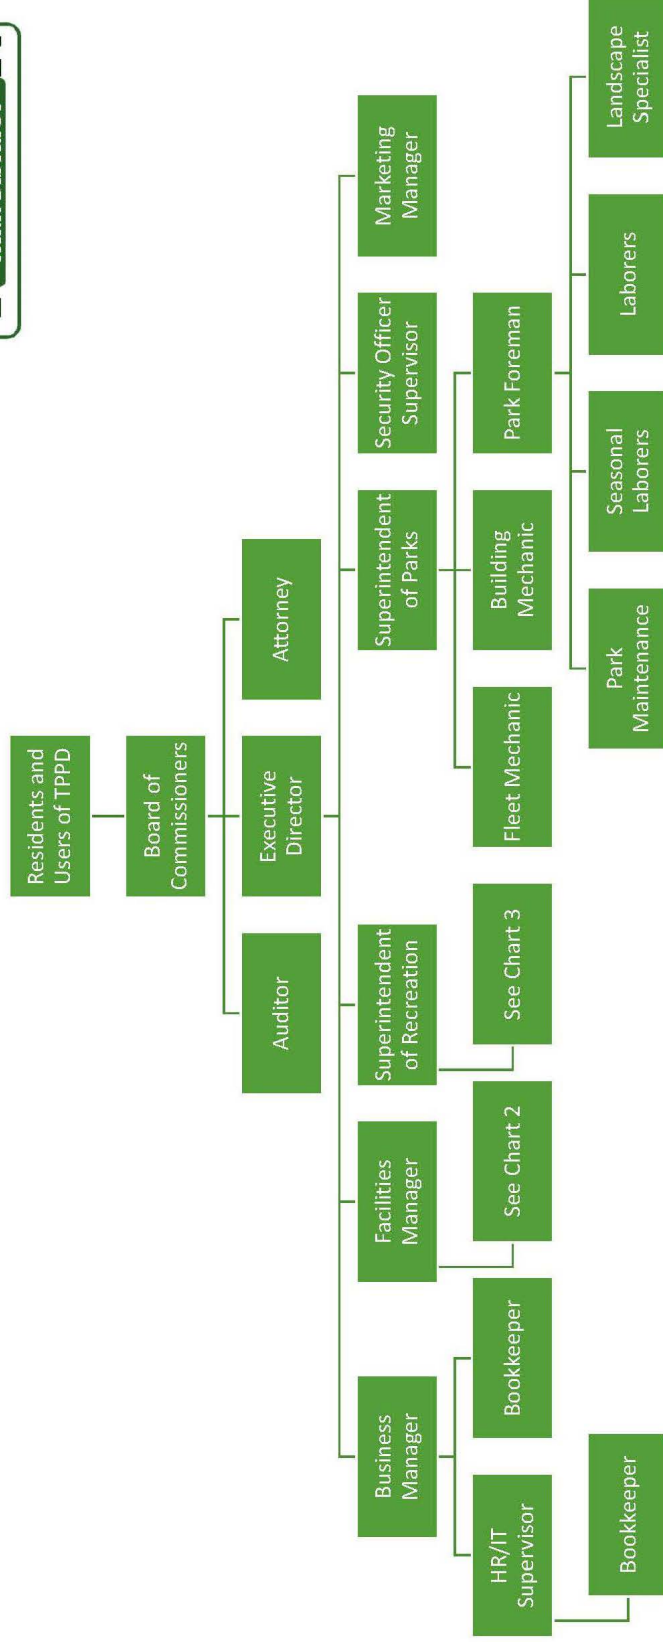 Residents and
Users of TPPD
Board of
Commissioners
Auditor
Executive
Director
Attorney
Business
Manager
Facilities
Manager
Superintendent
of Recreation
Superintendent
of Parks
Security Officer
Supervisor
Marketing
Manager
HR/IT
Supervisor
Bookkeeper
See Chart 2
See Chart 3
Fleet Mechanic
Building
Mechanic
Park Foreman
Bookkeeper
Park
Maintenance
Seasonal
Laborers
Laborers
Landscape
Specialist